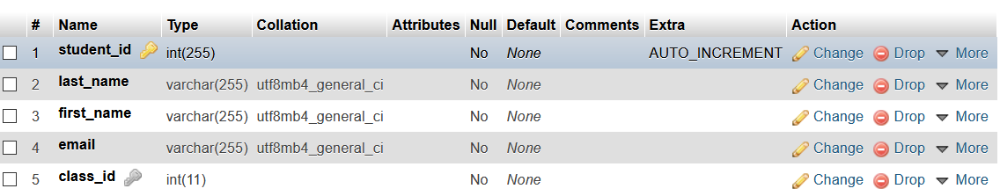 # Name Type Collation Attributes Null Default Comments Extra Action
1 student_id int(255) No None AUTO_INCREMENT Change Drop More
2 last_name varchar(255) utf8mb4_general_ci No None Change Drop More
3 first_name varchar(255) utf8mb4_general_ci No None Change Drop More
4 email varchar(255) utf8mb4_general_ci No None Change Drop More
5 class_id int(11) No None Change Drop More